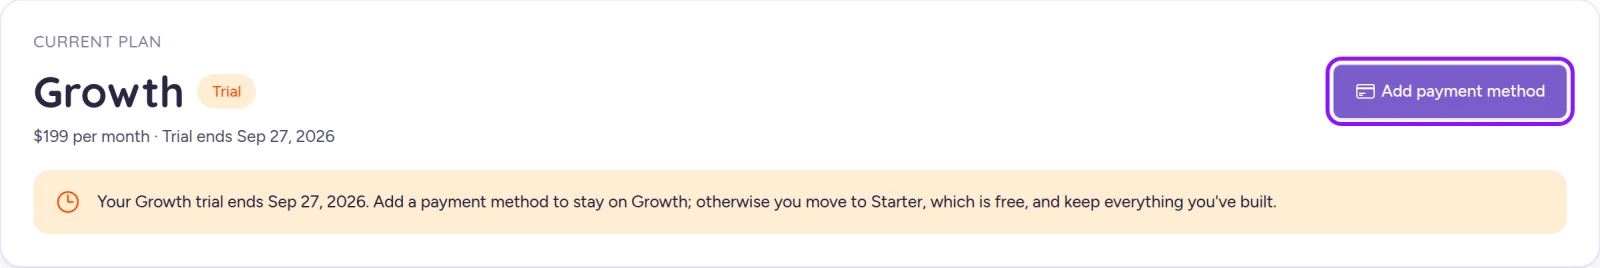 CURRENT PLAN
Growth
Trial
Add payment method
$199 per month · Trial ends Sep 27, 2026
Your Growth trial ends Sep 27, 2026. Add a payment method to stay on Growth; otherwise you move to Starter, which is free, and keep everything you've built.